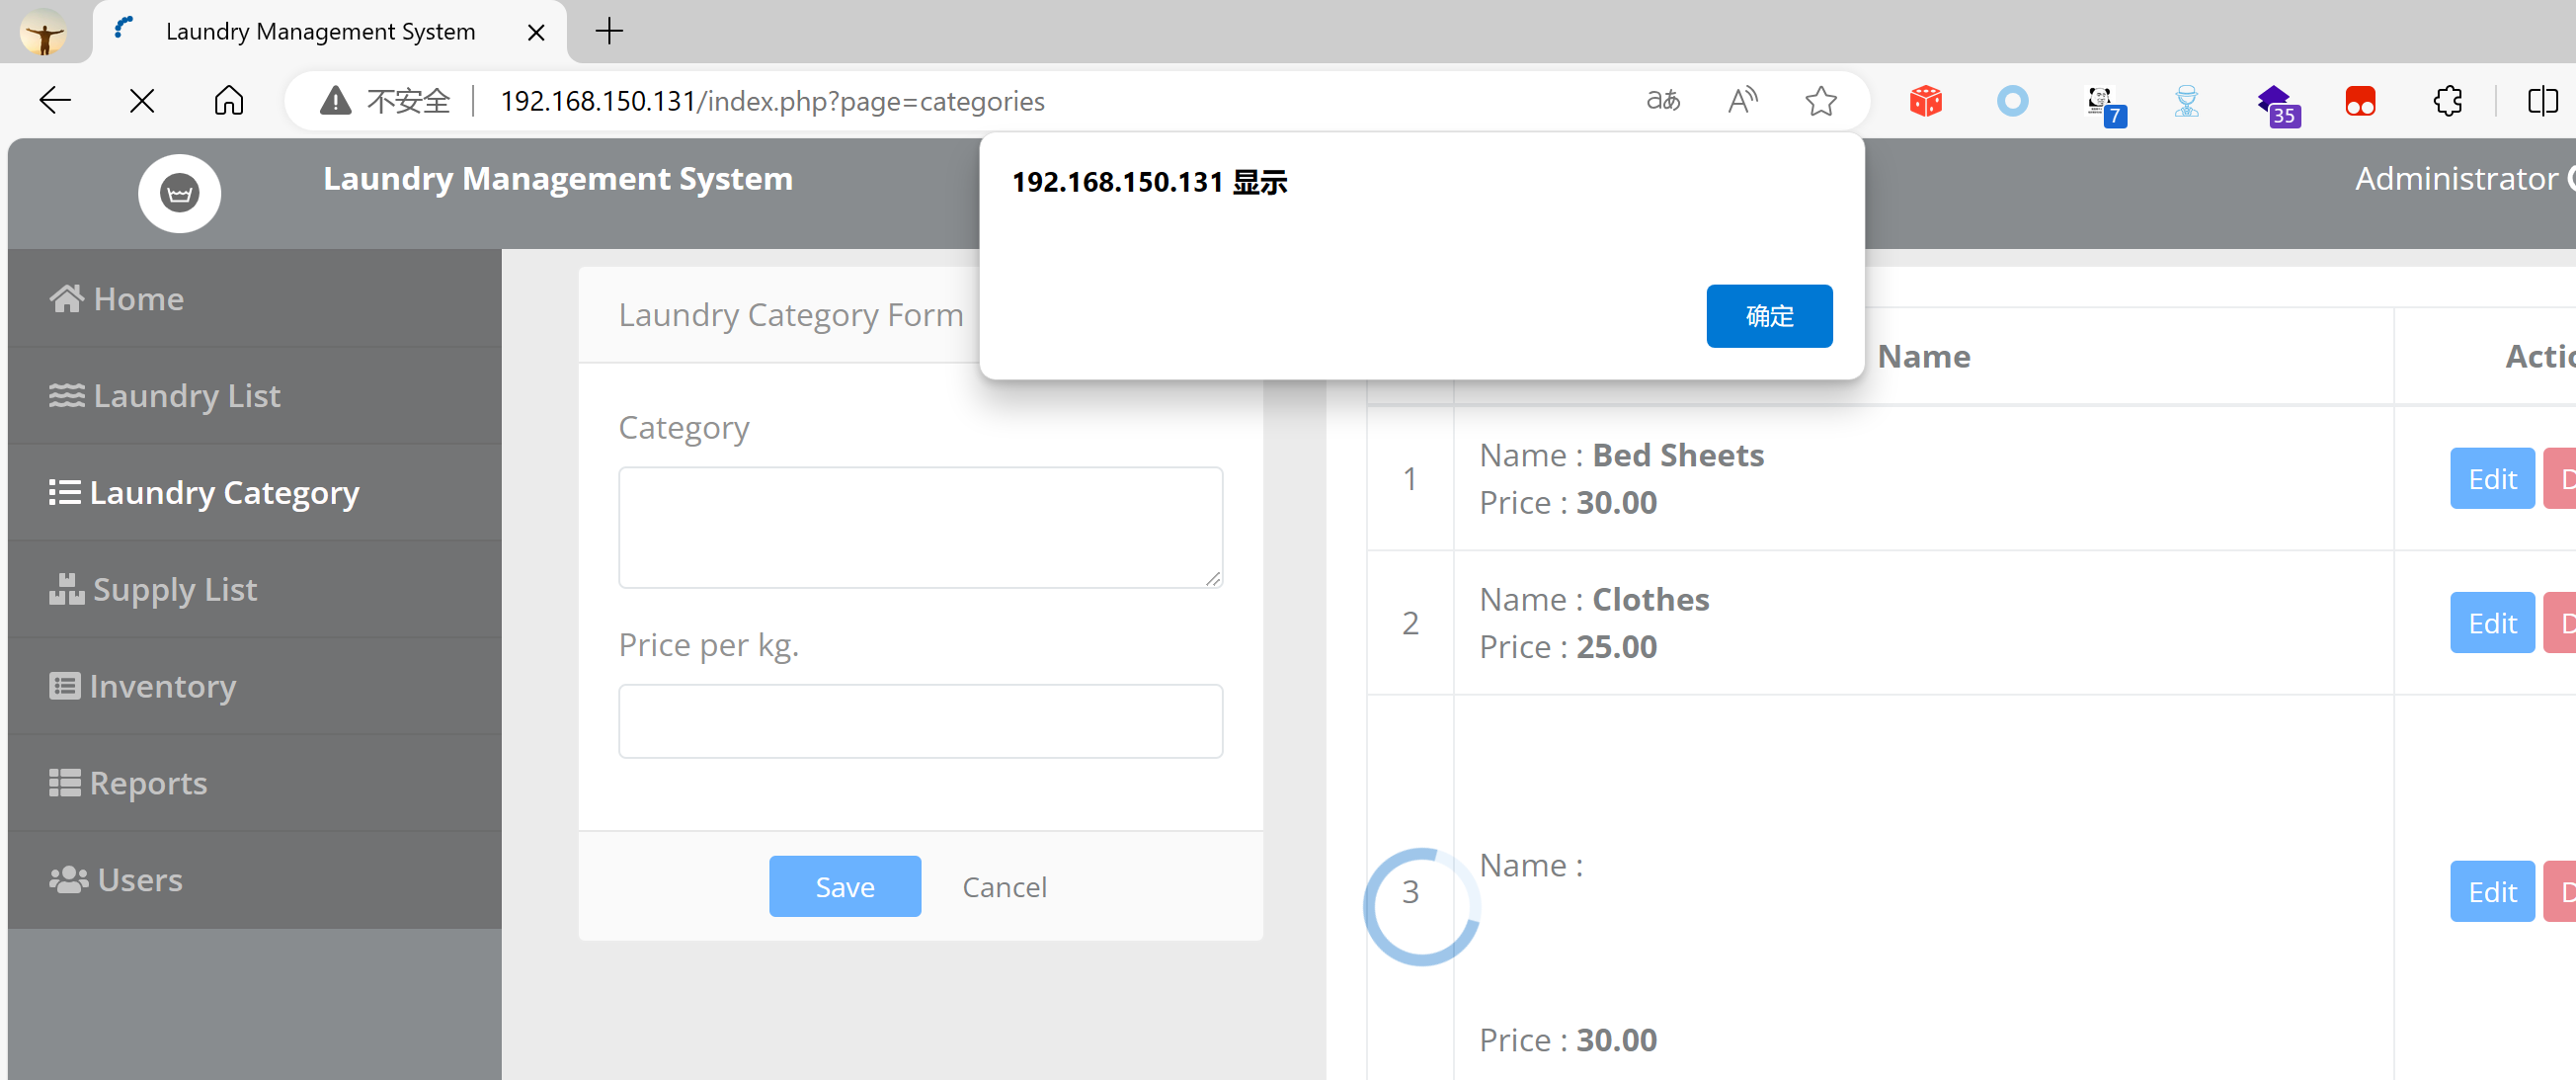 Laundry Management System
不安全
192.168.150.131/index.php?page=categories
aあ
A
7
35
Laundry Management System
Administrator
192.168.150.131 显示
确定
Home
Laundry List
Laundry Category
Supply List
Inventory
Reports
Users
Laundry Category Form
Category
Price per kg.
Save
Cancel
Name
Actio
1
Name : Bed Sheets
Price : 30.00
Edit
D
2
Name : Clothes
Price : 25.00
Edit
D
3
Name :
Price : 30.00
Edit
D